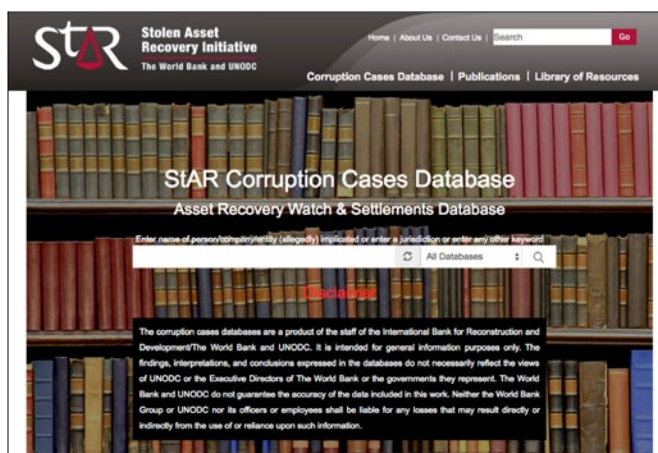 StAR
Stolen Asset
Recovery Initiative
The World Bank and UNODC
Home | About Us | Contact Us | Search Go
Corruption Cases Database | Publications | Library of Resources
StAR Corruption Cases Database
Asset Recovery Watch & Settlements Database
Enter name of person/company/entity (allegedly) implicated or enter a jurisdiction or enter any other keyword
All Databases
Disclaimer
The corruption cases databases are a product of the staff of the International Bank for Reconstruction and
Development/The World Bank and UNODC. It is intended for general information purposes only. The
findings, interpretations, and conclusions expressed in the databases do not necessarily reflect the views
of UNODC or the Executive Directors of The World Bank or the governments they represent. The World
Bank and UNODC do not guarantee the accuracy of the data included in this work. Neither the World Bank
Group or UNODC nor its officers or employees shall be liable for any losses that may result directly or
indirectly from the use of or reliance upon such information.